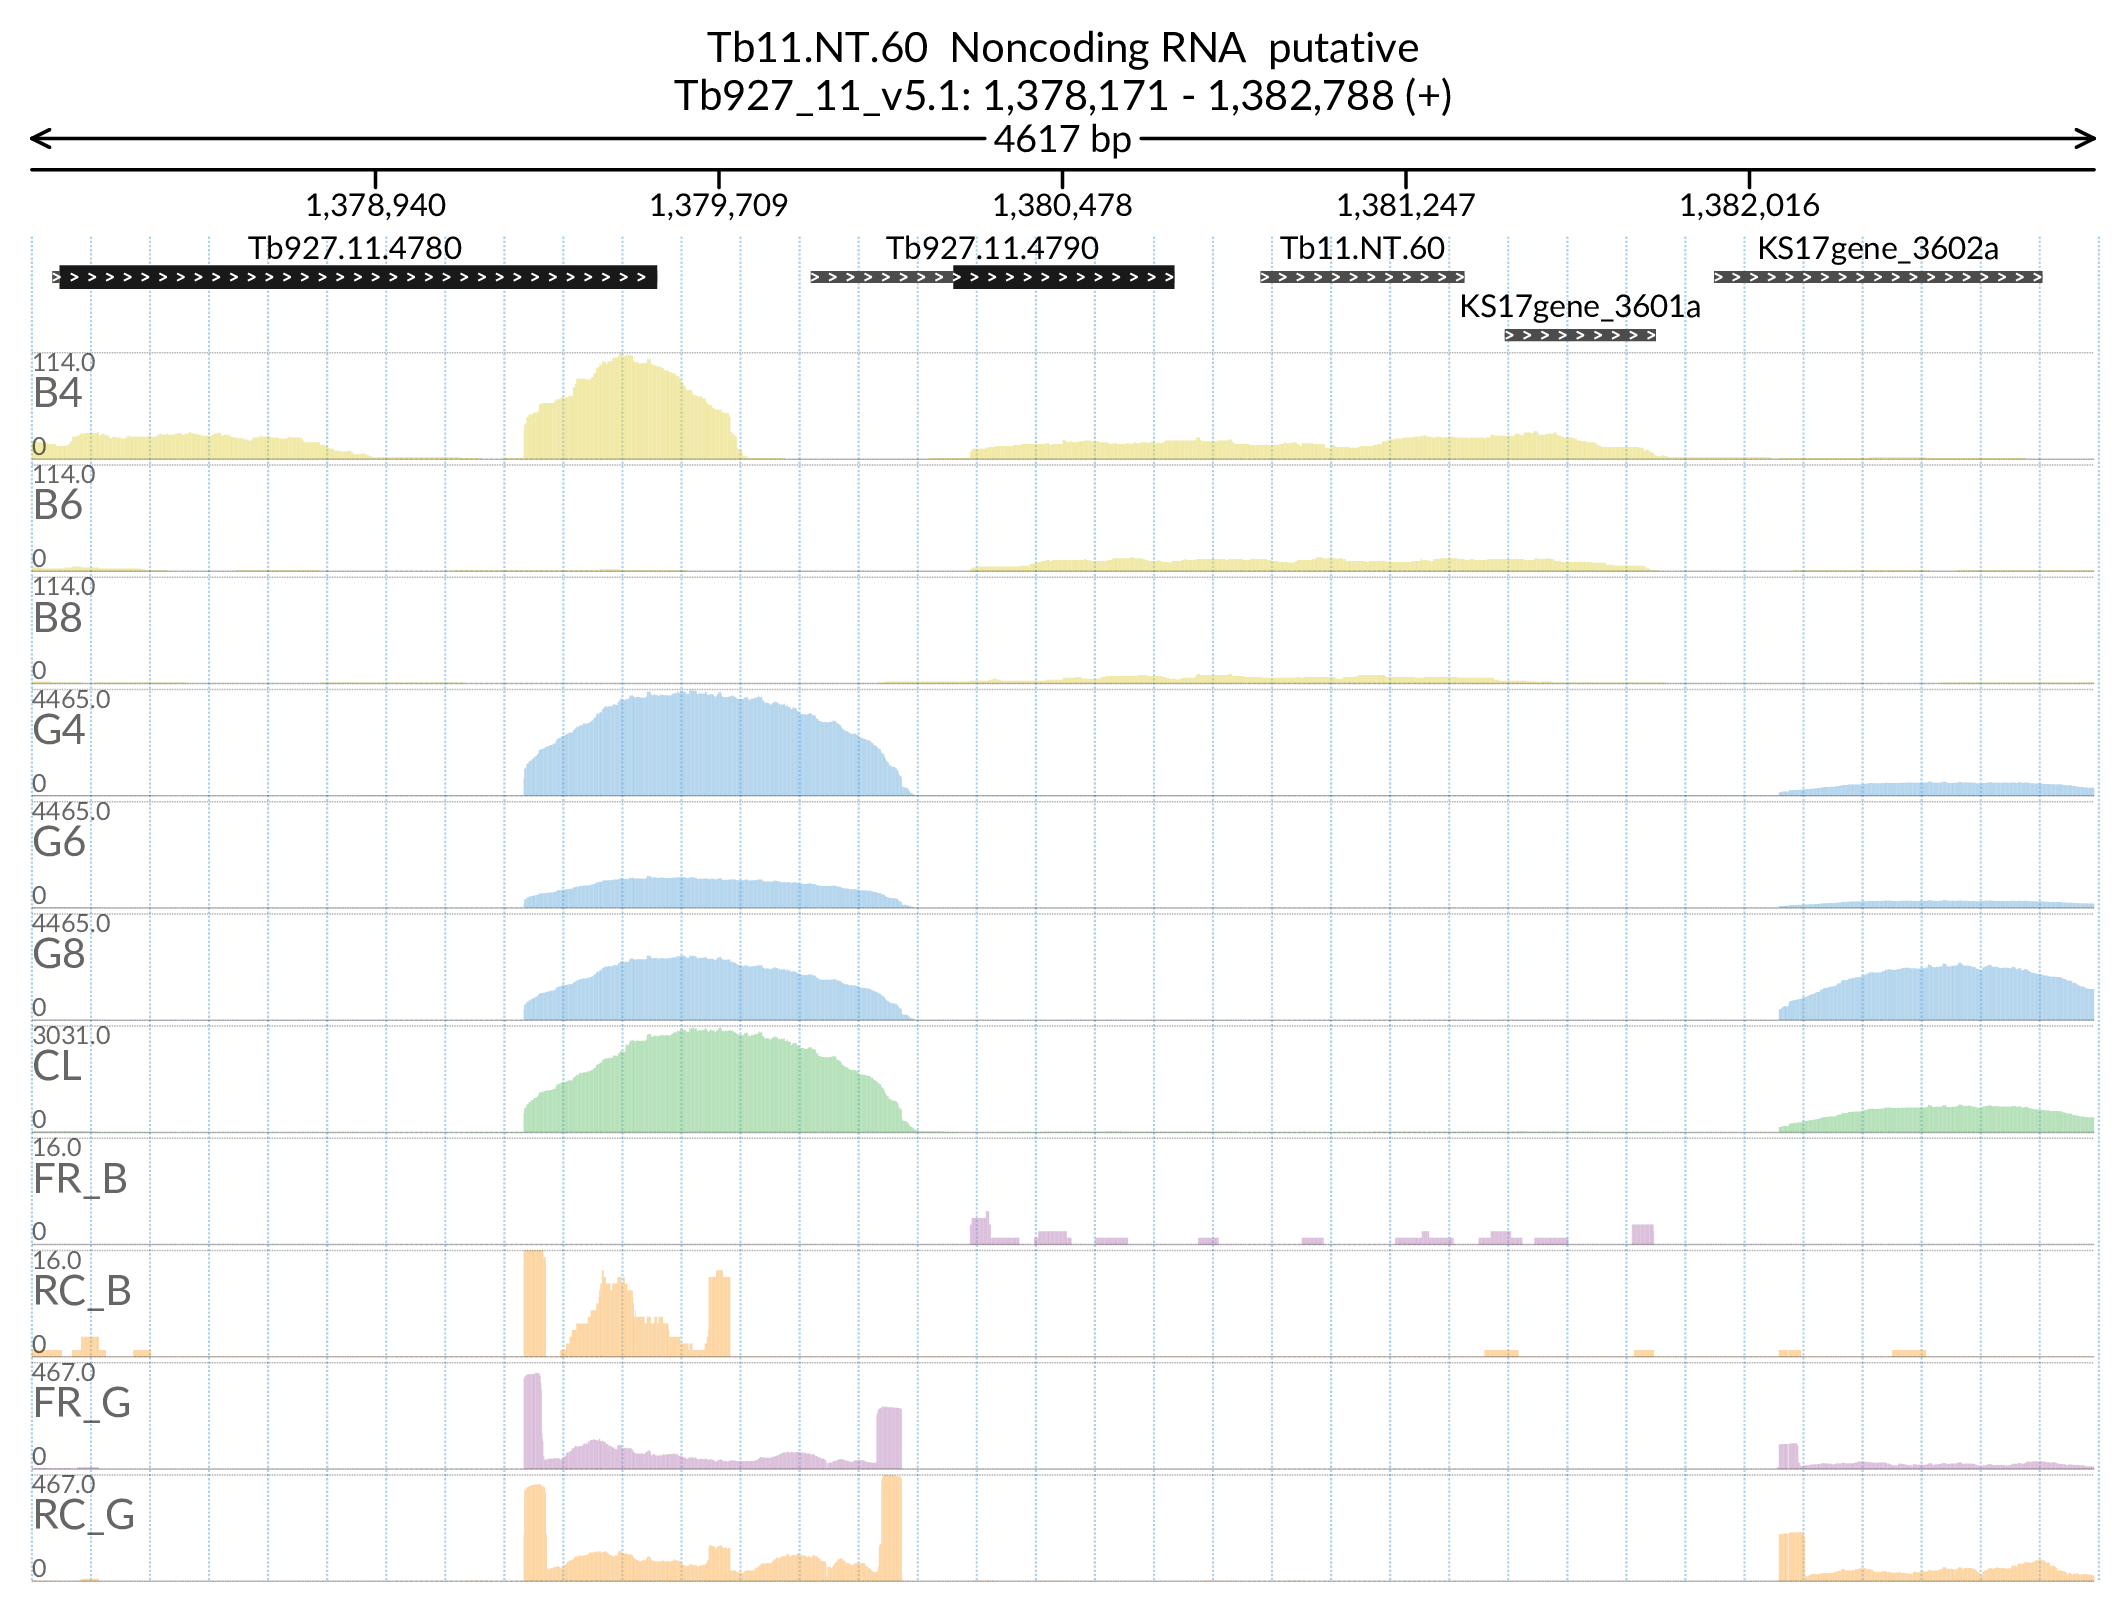 Tb11.NT.60 Noncoding RNA putative
Tb927_11_v5.1: 1,378,171 - 1,382,788 (+)
4617 bp
1,378,940 1,379,709 1,380,478 1,381,247 1,382,016
Tb927.11.4780 Tb927.11.4790 Tb11.NT.60 KS17gene_3602a
KS17gene_3601a
114.0
B4
0
114.0
B6
0
114.0
B8
0
4465.0
G4
0
4465.0
G6
0
4465.0
G8
0
3031.0
CL
0
16.0
FR_B
0
16.0
RC_B
0
467.0
FR_G
0
467.0
RC_G
0